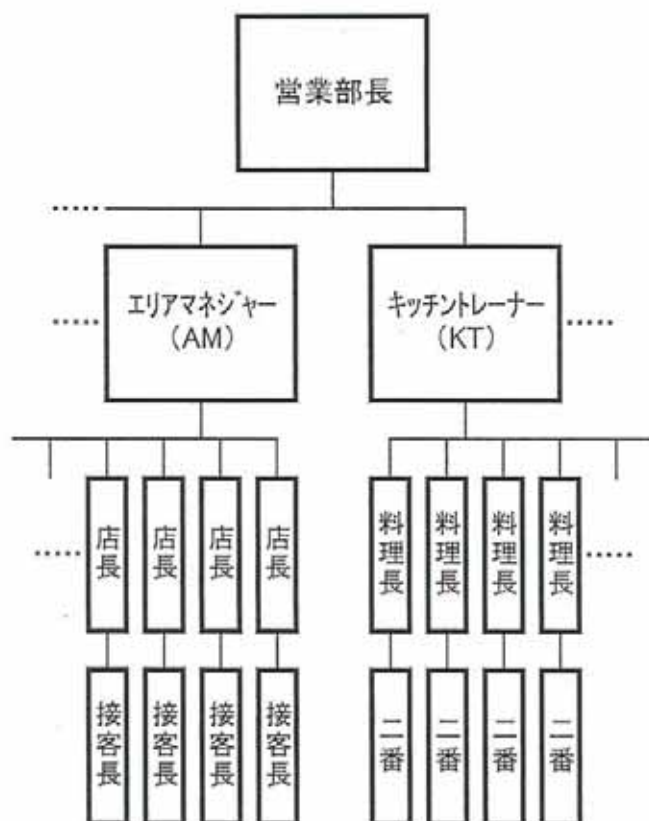 営業部長
エリアマネジャー
(AM)
キッチントレーナー
(KT)
店長
店長
店長
店長
料理長
料理長
料理長
料理長
接客長
接客長
接客長
接客長
二番
二番
二番
二番